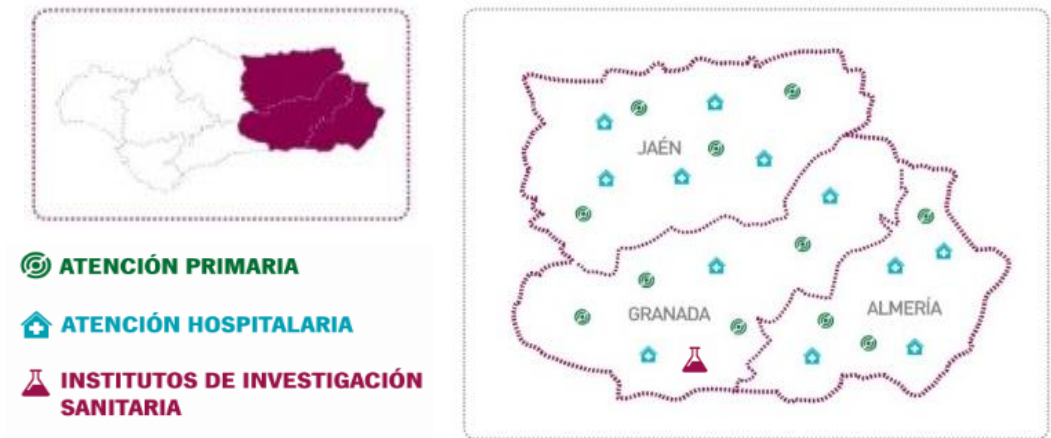 JAÉN
GRANADA
ALMERÍA
ATENCIÓN PRIMARIA
ATENCIÓN HOSPITALARIA
INSTITUTOS DE INVESTIGACIÓN
SANITARIA